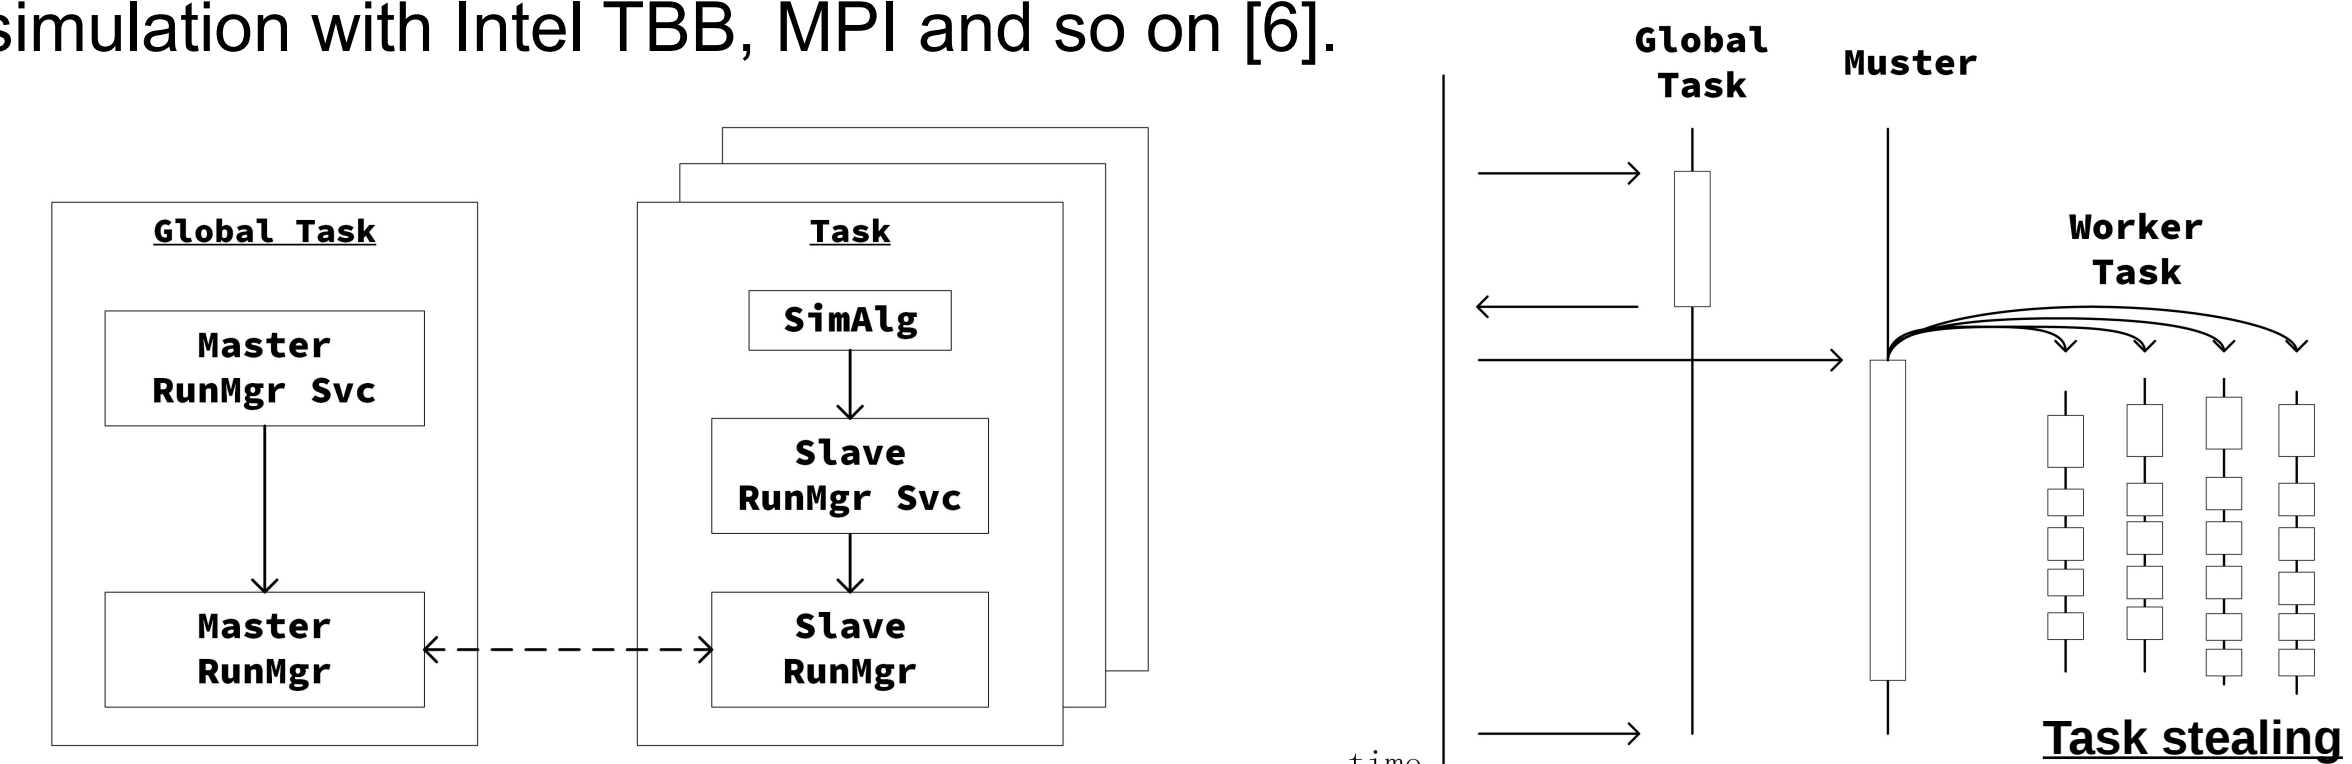 simulation with Intel TBB, MPI and so on [6].
Global Task
Master
RunMgr Svc
Master
RunMgr
Task
SimAlg
Slave
RunMgr Svc
Slave
RunMgr
Global
Task
Muster
Worker
Task
Task stealing
time